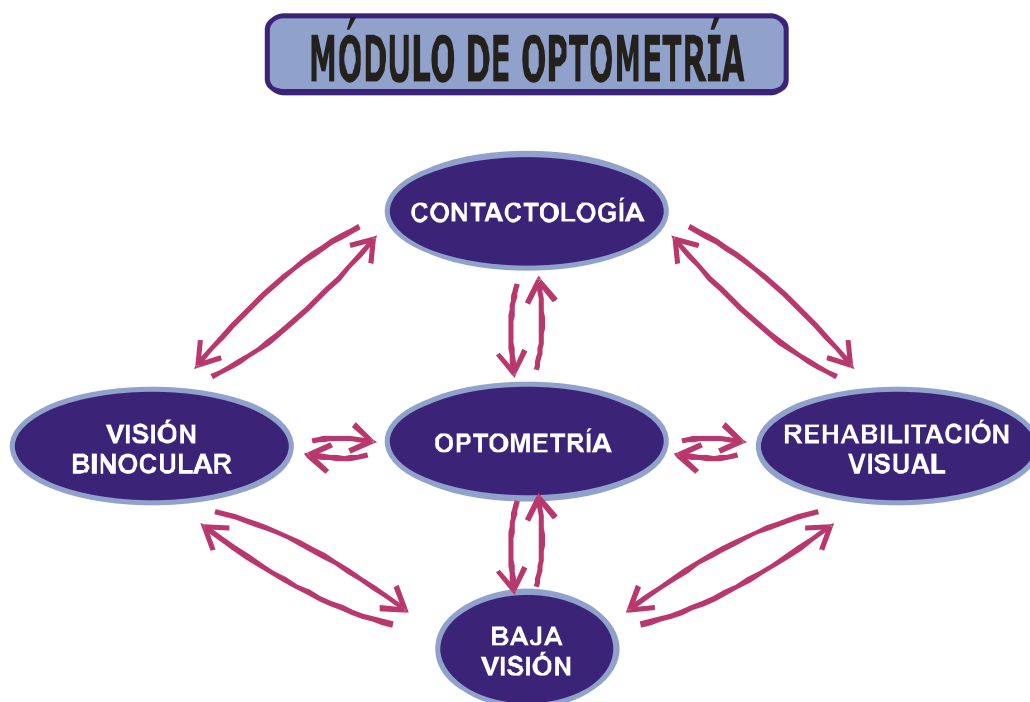 MÓDULO DE OPTOMETRÍA
CONTACTOLOGÍA
VISIÓN
BINOCULAR
OPTOMETRÍA
REHABILITACIÓN
VISUAL
BAJA
VISIÓN